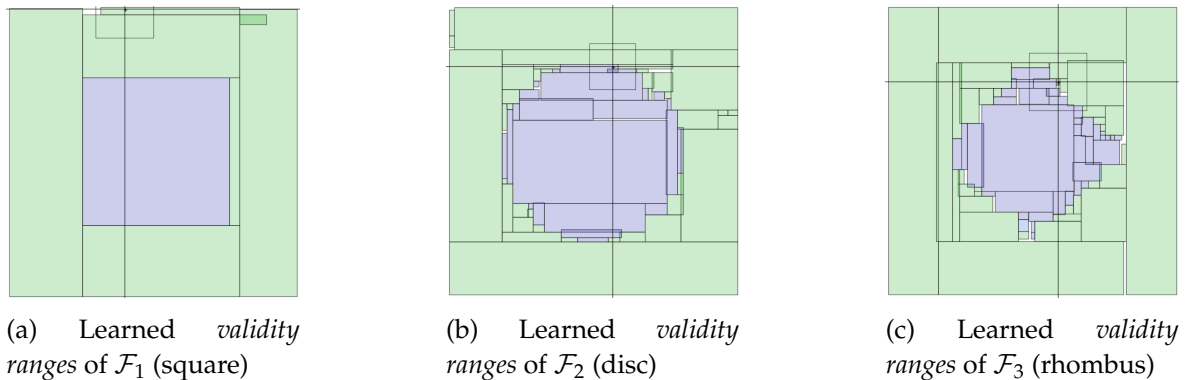 (a) Learned validity
ranges of F₁ (square)
(b) Learned validity
ranges of F₂ (disc)
(c) Learned validity
ranges of F₃ (rhombus)